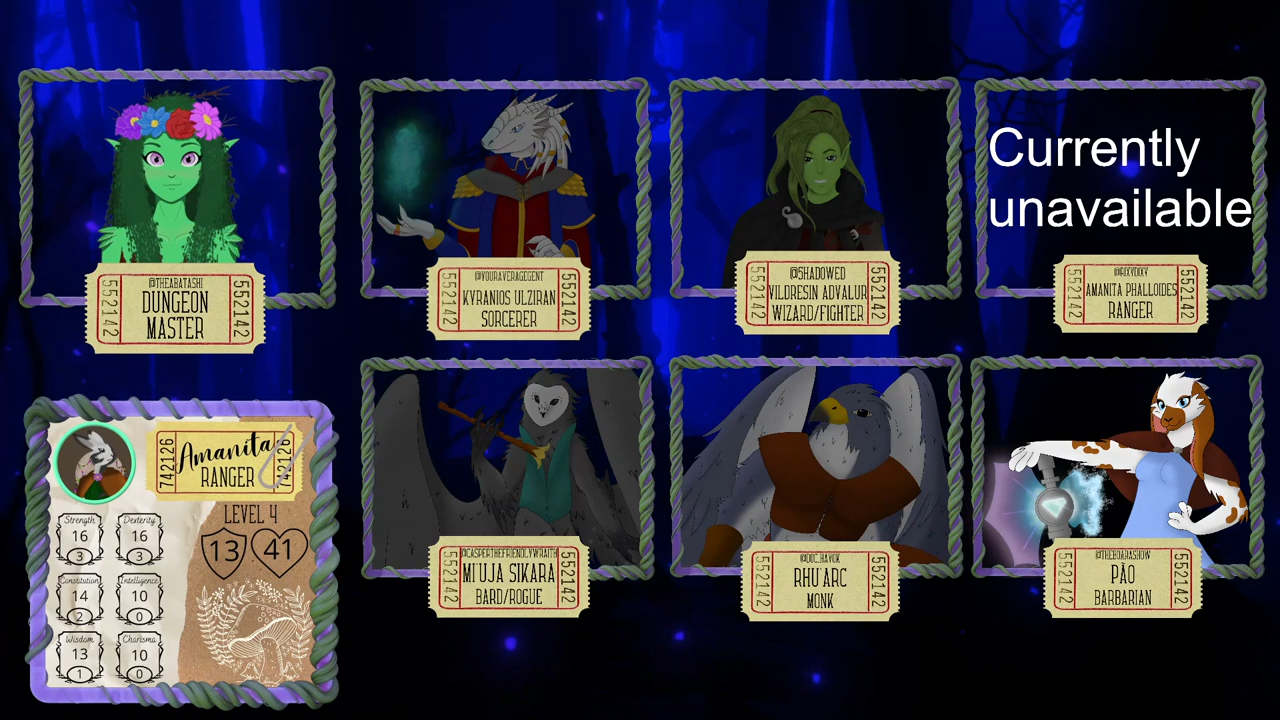 @THEABATASHI
DUNGEON
MASTER
552142
552142
@YOURAVERAGEGENT
KYRANIOS ULZIRAN
SORCERER
552142
552142
@SHADOWED
VILDRESIN ADVALUR
WIZARD/FIGHTER
552142
552142
Currently
unavailable
AMANITA PHALLOIDES
RANGER
552142
552142
@CASPERTHEFRIENDLYWRAITH
MI'UJA SIKARA
BARD/ROGUE
552142
552142
@DOC_HAVOK
RHU'ARC
MONK
552142
552142
@THEBOARASHOW
PÃO
BARBARIAN
552142
552142
742126
Amanita
RANGER
742126
LEVEL 4
13
41
Strength
16
3
Dexterity
16
3
Constitution
14
2
Intelligence
10
0
Wisdom
13
1
Charisma
10
0